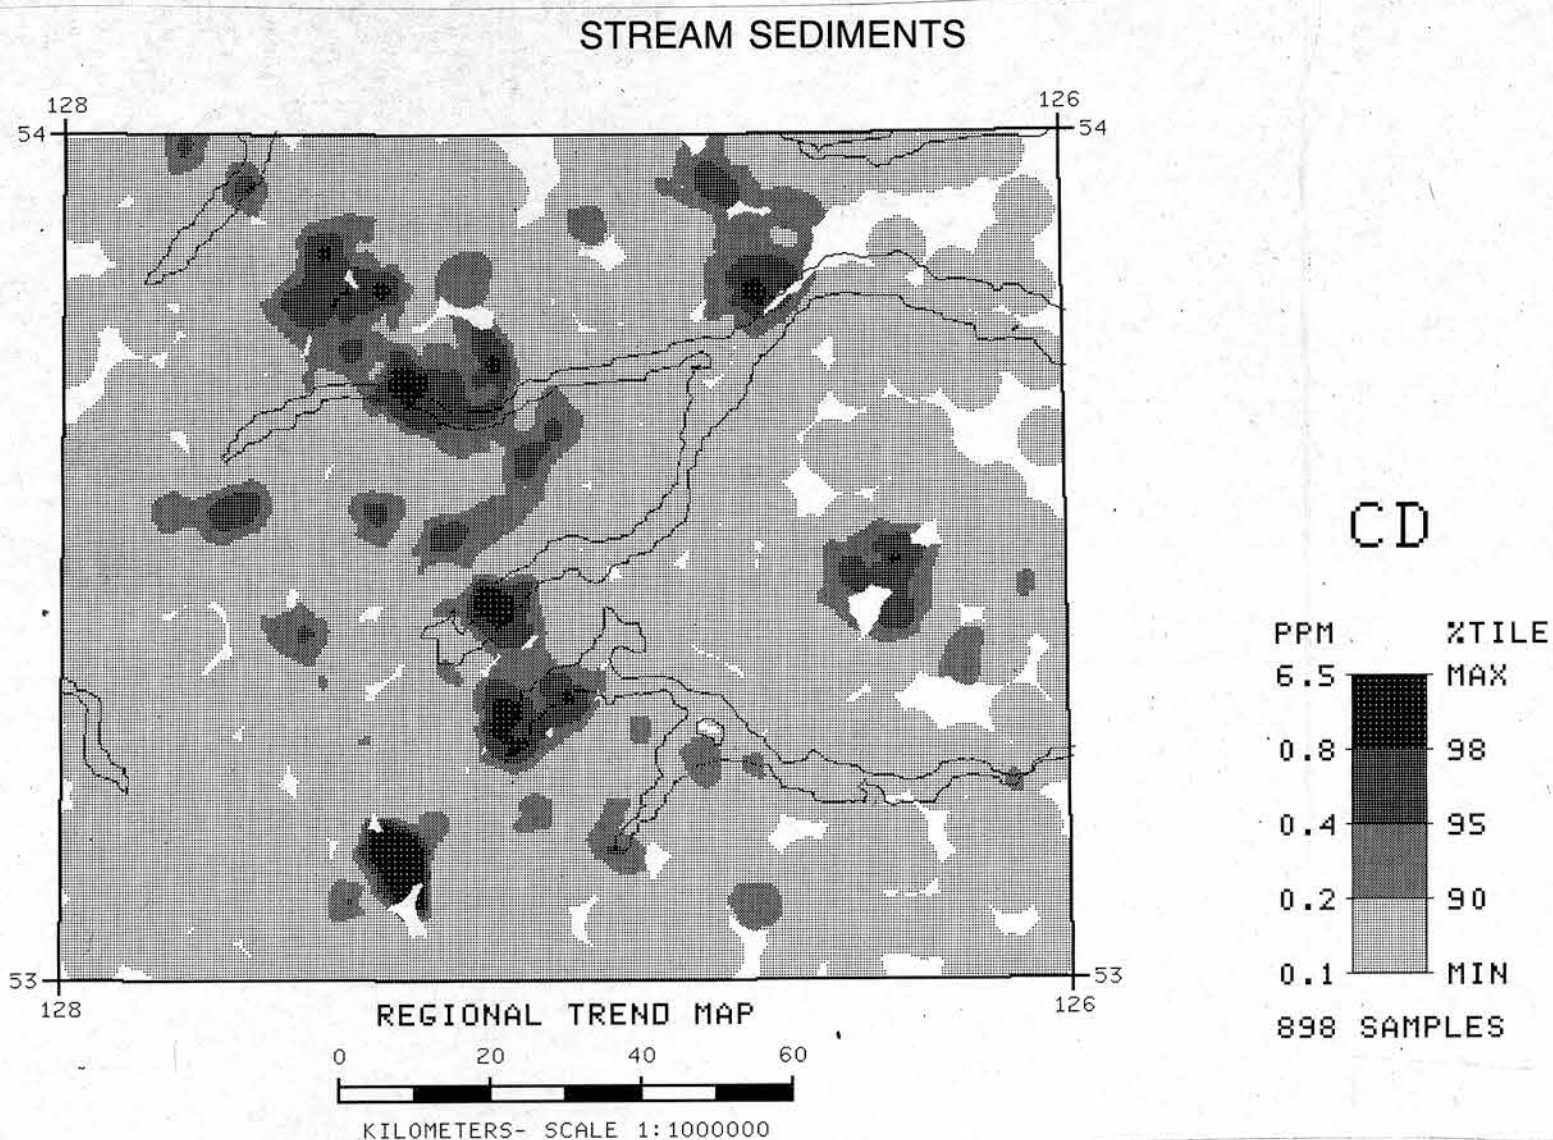 STREAM SEDIMENTS
128
126
54
54
CD
PPM %TILE
6.5 MAX
0.8 98
0.4 95
0.2 90
0.1 MIN
898 SAMPLES
53
53
128
126
REGIONAL TREND MAP
0 20 40 60
KILOMETERS- SCALE 1:1000000